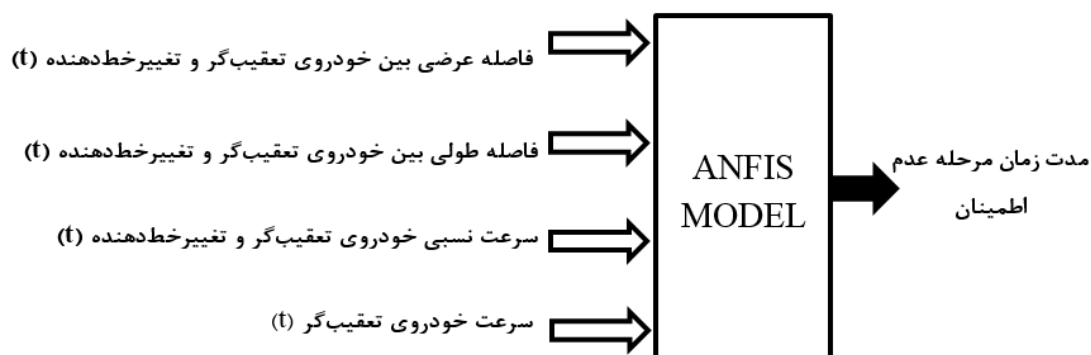 فاصله عرضی بین خودروی تعقیب‌گر و تغییرخط‌دهنده (t)
فاصله طولی بین خودروی تعقیب‌گر و تغییرخط‌دهنده (t)
سرعت نسبی خودروی تعقیب‌گر و تغییرخط‌دهنده (t)
سرعت خودروی تعقیب‌گر (t)
ANFIS
MODEL
مدت زمان مرحله عدم
اطمینان